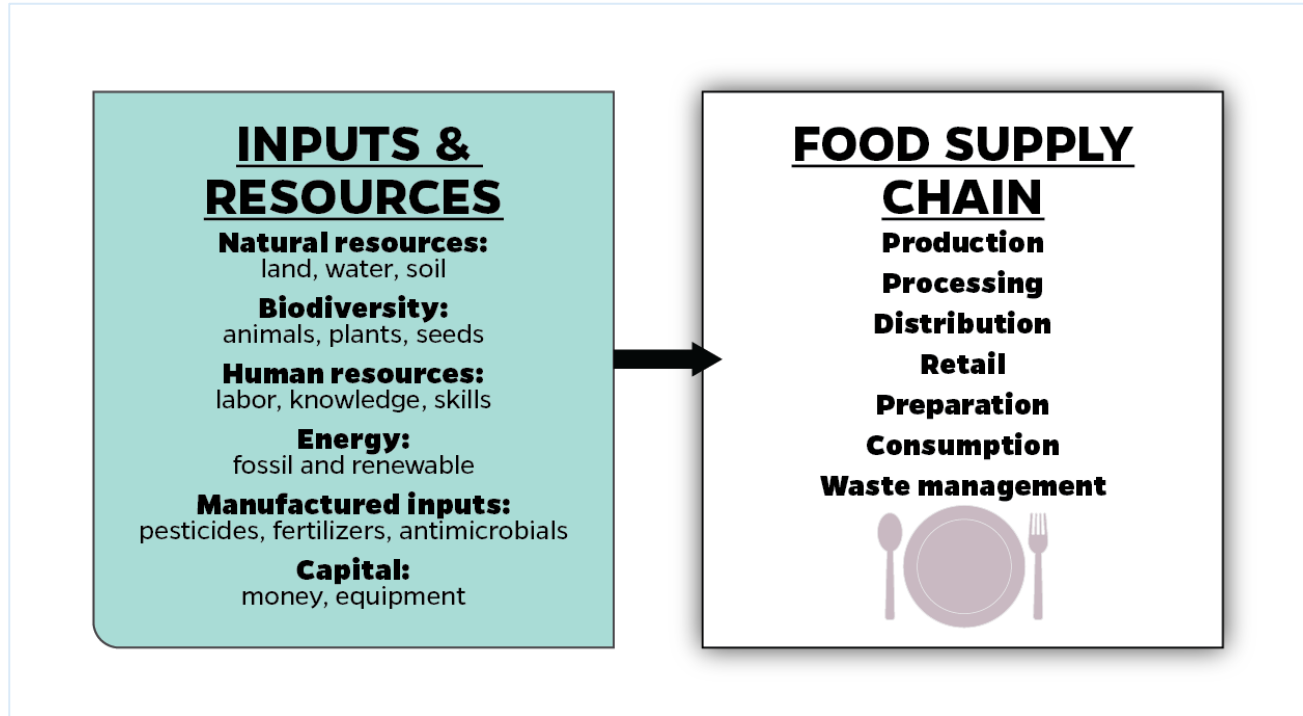 INPUTS &
RESOURCES
Natural resources:
land, water, soil
Biodiversity:
animals, plants, seeds
Human resources:
labor, knowledge, skills
Energy:
fossil and renewable
Manufactured inputs:
pesticides, fertilizers, antimicrobials
Capital:
money, equipment
FOOD SUPPLY
CHAIN
Production
Processing
Distribution
Retail
Preparation
Consumption
Waste management